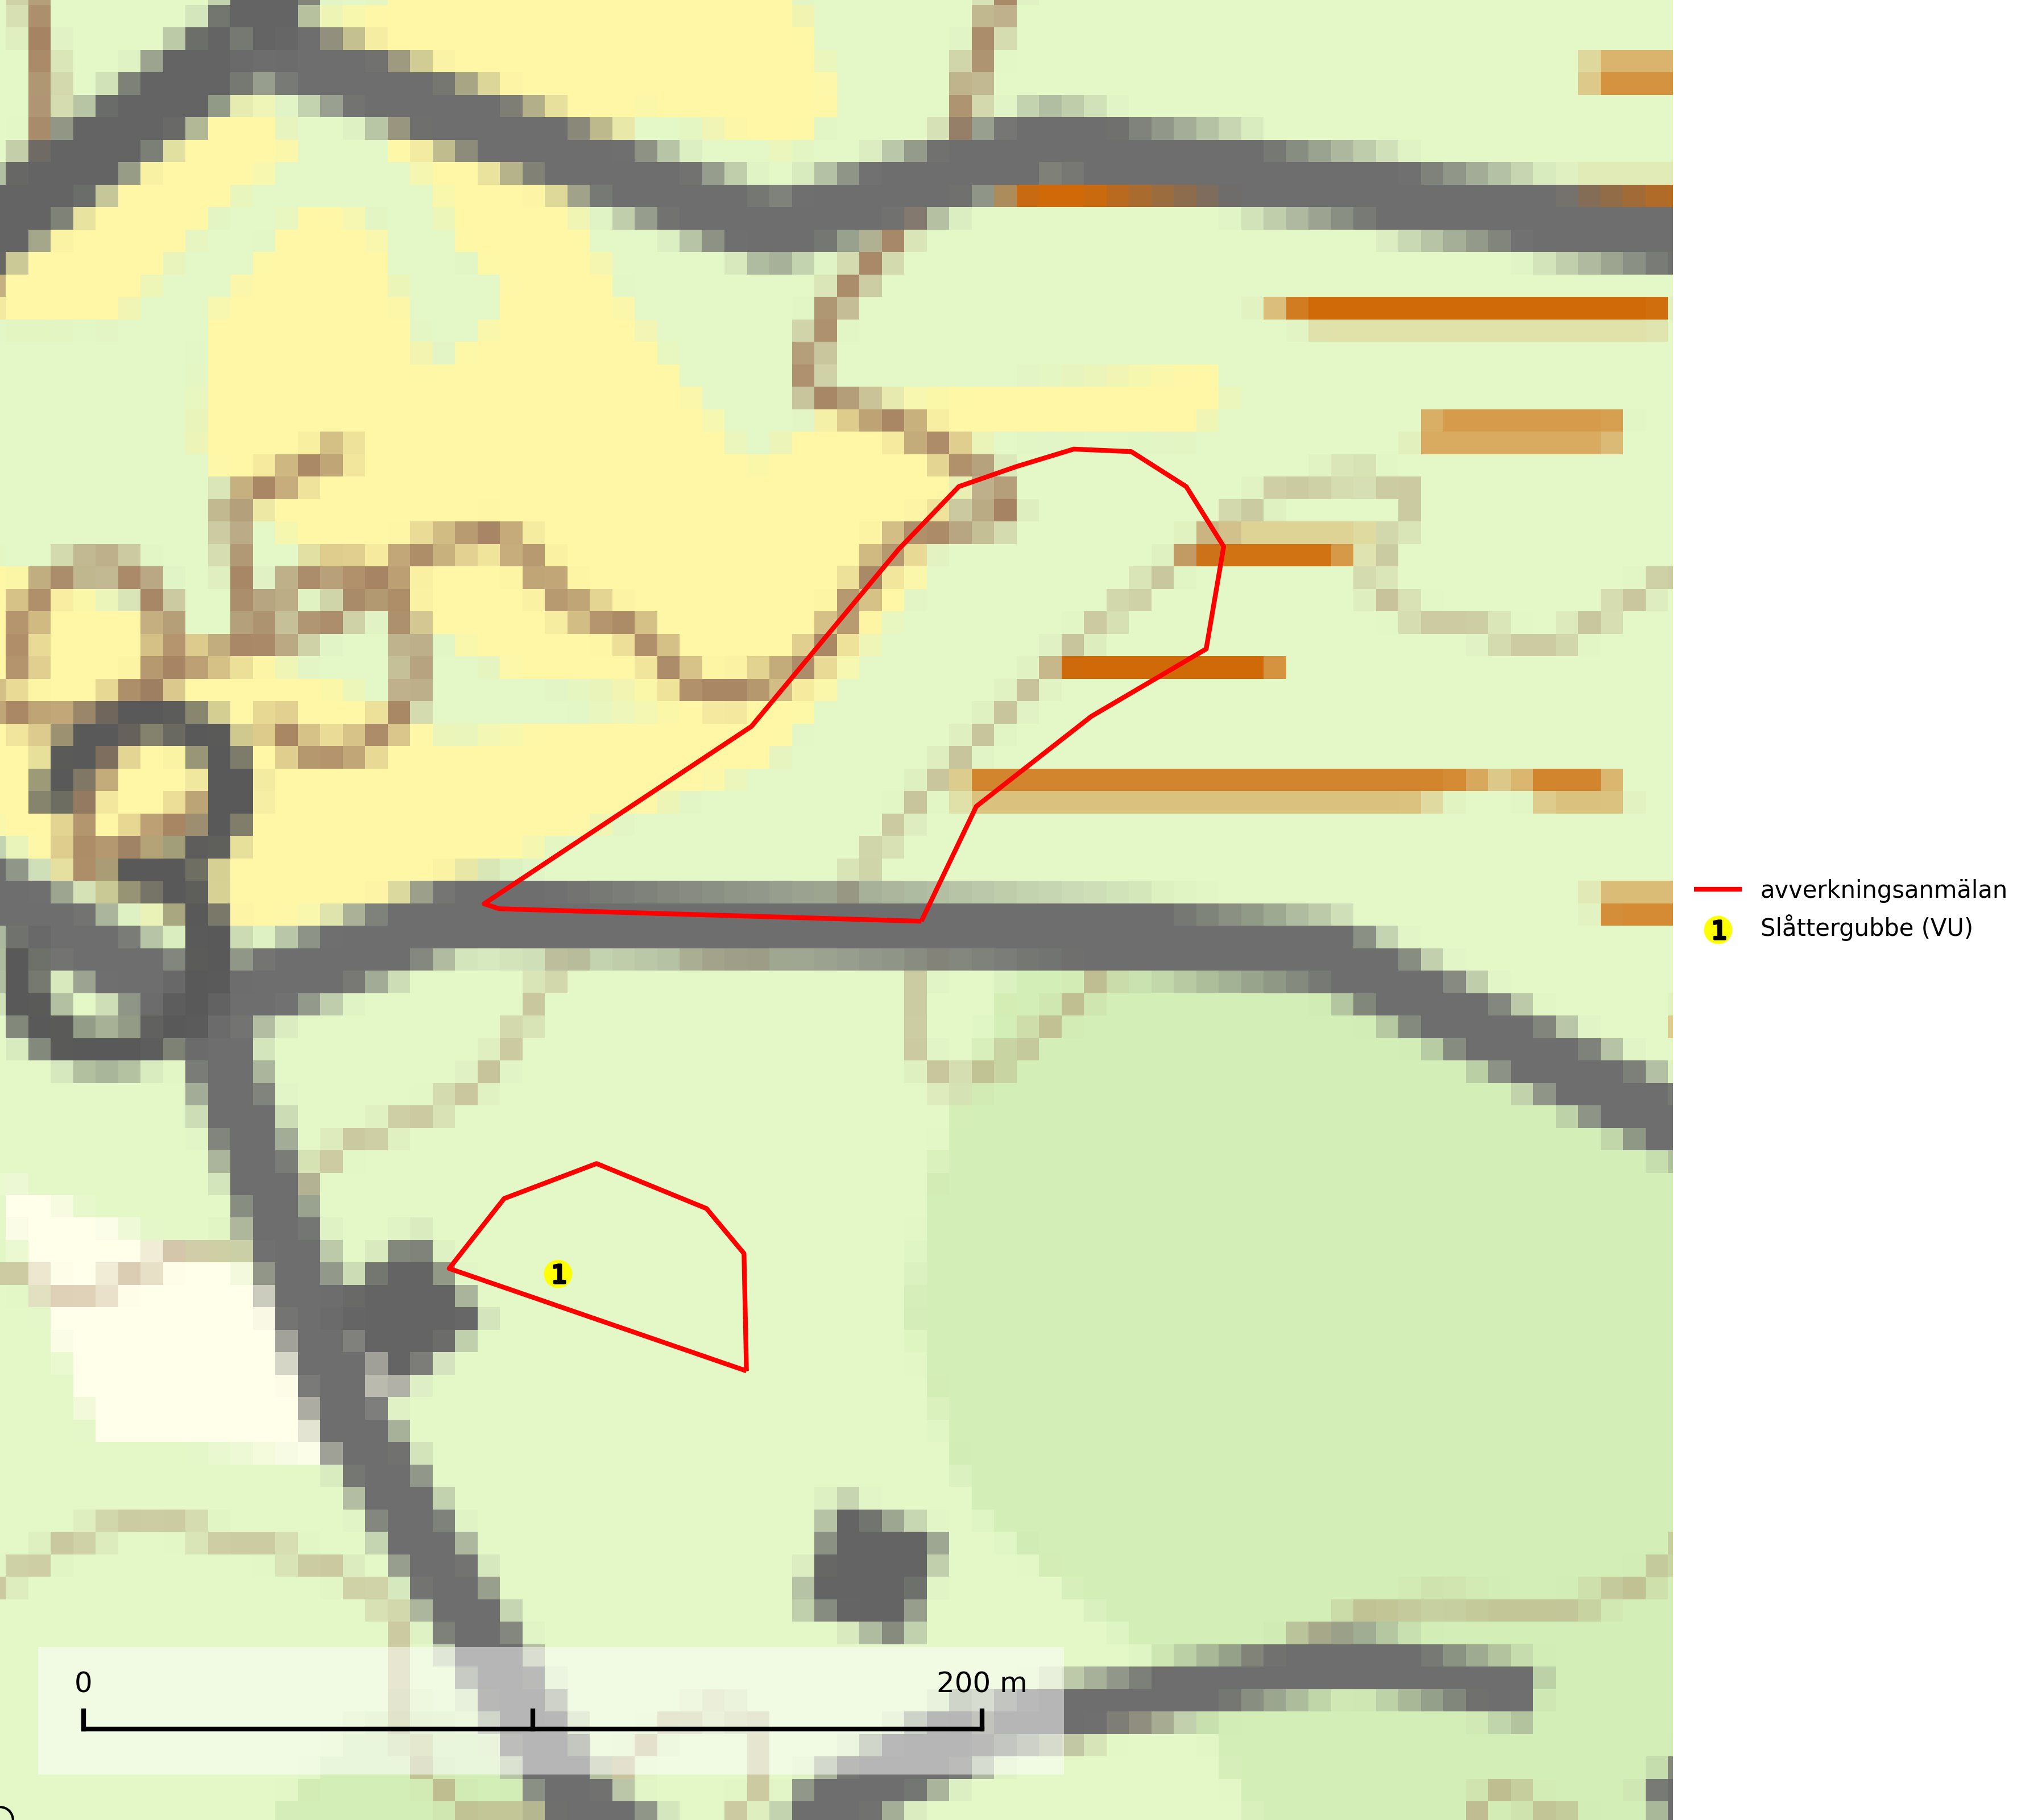 avverkningsanmälan
1 Slåttergubbe (VU)
1
0 200 m